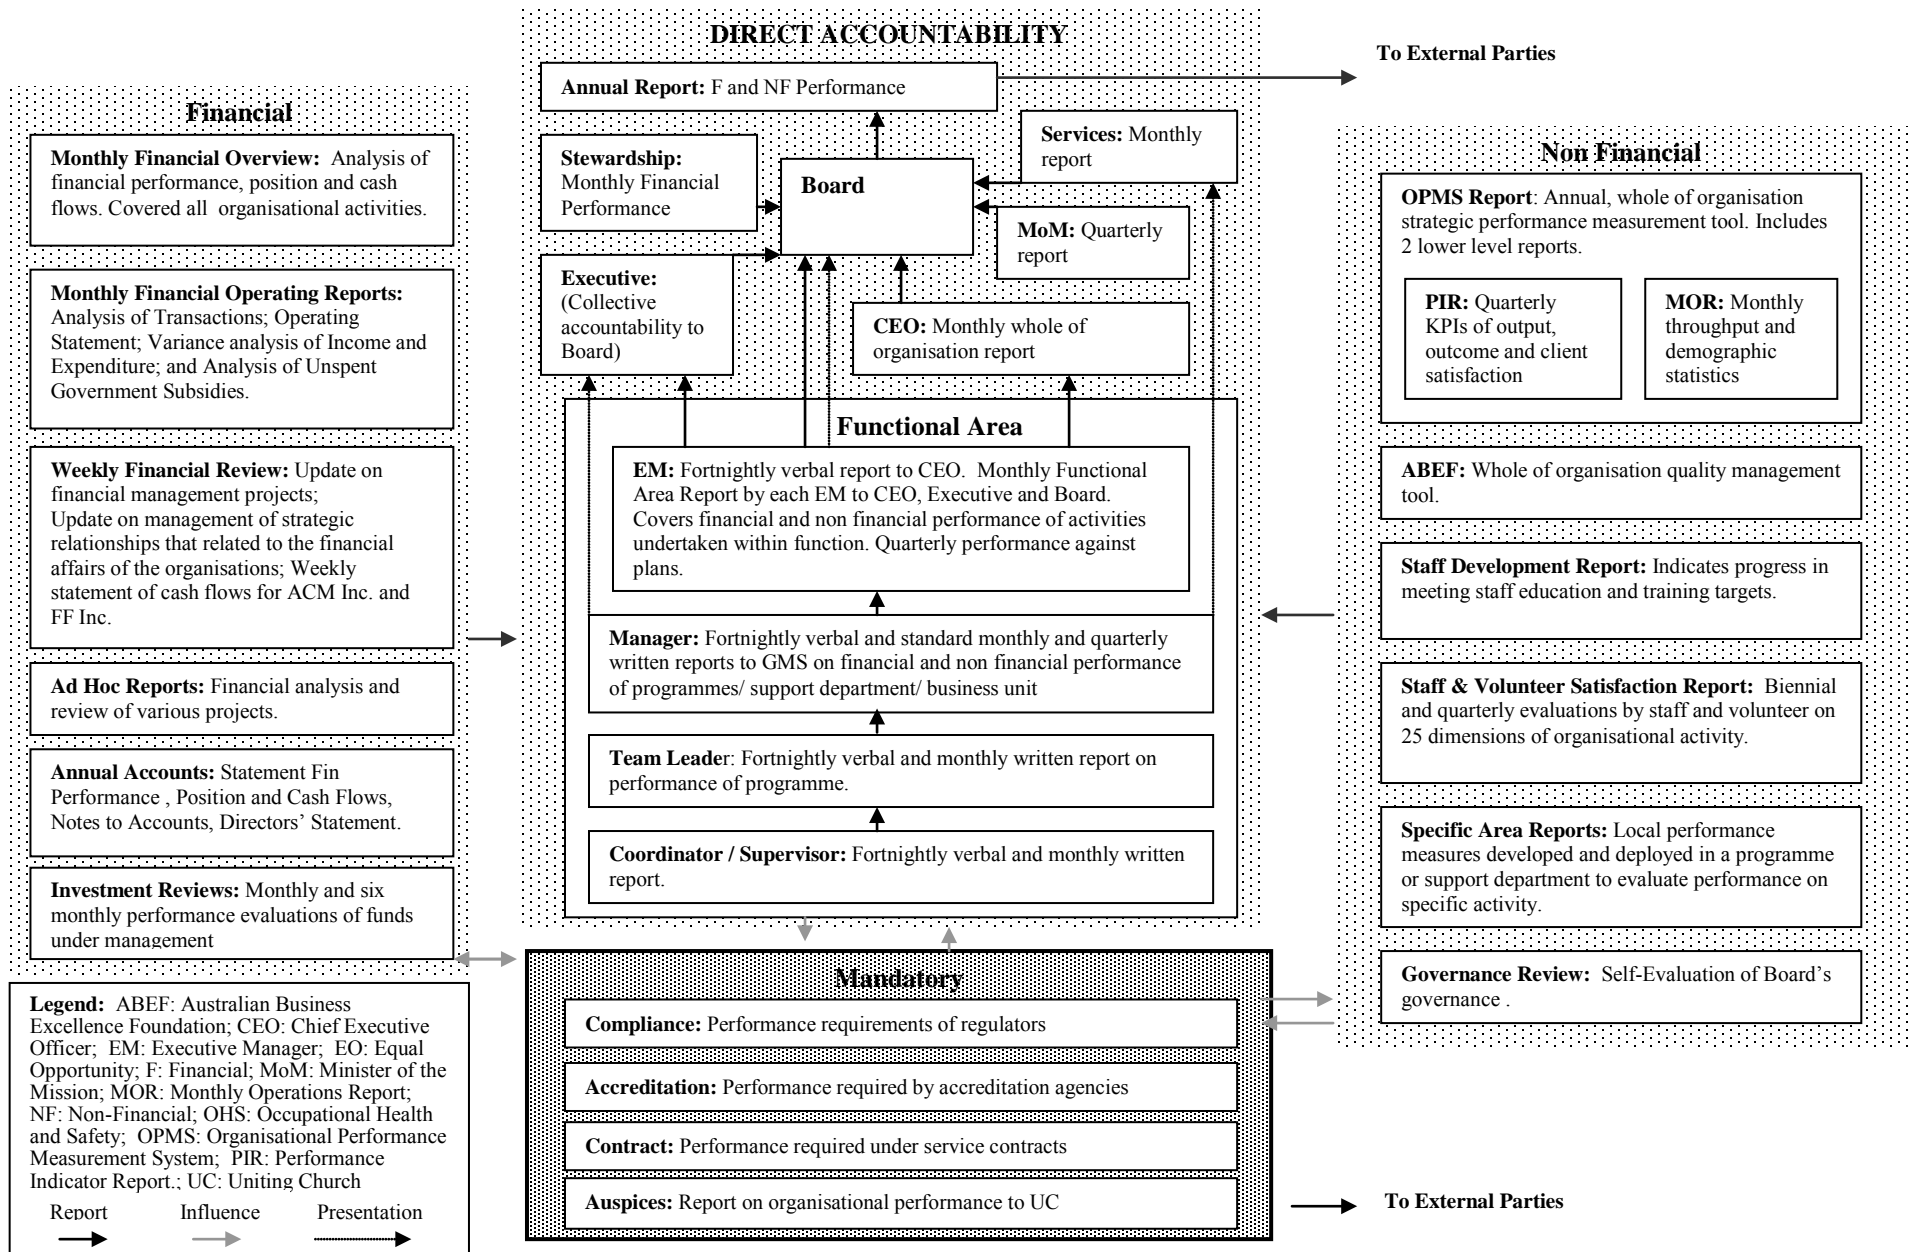 DIRECT ACCOUNTABILITY
To External Parties
Annual Report: F and NF Performance
Financial
Monthly Financial Overview: Analysis of
financial performance, position and cash
flows. Covered all organisational activities.
Monthly Financial Operating Reports:
Analysis of Transactions; Operating
Statement; Variance analysis of Income and
Expenditure; and Analysis of Unspent
Government Subsidies.
Weekly Financial Review: Update on
financial management projects;
Update on management of strategic
relationships that related to the financial
affairs of the organisations; Weekly
statement of cash flows for ACM Inc. and
FF Inc.
Ad Hoc Reports: Financial analysis and
review of various projects.
Annual Accounts: Statement Fin
Performance , Position and Cash Flows,
Notes to Accounts, Directors’ Statement.
Investment Reviews: Monthly and six
monthly performance evaluations of funds
under management
Legend: ABEF: Australian Business
Excellence Foundation; CEO: Chief Executive
Officer; EM: Executive Manager; EO: Equal
Opportunity; F: Financial; MoM: Minister of the
Mission; MOR: Monthly Operations Report;
NF: Non-Financial; OHS: Occupational Health
and Safety; OPMS: Organisational Performance
Measurement System; PIR: Performance
Indicator Report.; UC: Uniting Church
Report Influence Presentation
Stewardship:
Monthly Financial
Performance
Board
Services: Monthly
report
MoM: Quarterly
report
Executive:
(Collective
accountability to
Board)
CEO: Monthly whole of
organisation report
Functional Area
EM: Fortnightly verbal report to CEO. Monthly Functional
Area Report by each EM to CEO, Executive and Board.
Covers financial and non financial performance of activities
undertaken within function. Quarterly performance against
plans.
Manager: Fortnightly verbal and standard monthly and quarterly
written reports to GMS on financial and non financial performance
of programmes/ support department/ business unit
Team Leader: Fortnightly verbal and monthly written report on
performance of programme.
Coordinator / Supervisor: Fortnightly verbal and monthly written
report.
Mandatory
Compliance: Performance requirements of regulators
Accreditation: Performance required by accreditation agencies
Contract: Performance required under service contracts
Auspices: Report on organisational performance to UC
Non Financial
OPMS Report: Annual, whole of organisation
strategic performance measurement tool. Includes
2 lower level reports.
PIR: Quarterly
KPIs of output,
outcome and client
satisfaction
MOR: Monthly
throughput and
demographic
statistics
ABEF: Whole of organisation quality management
tool.
Staff Development Report: Indicates progress in
meeting staff education and training targets.
Staff & Volunteer Satisfaction Report: Biennial
and quarterly evaluations by staff and volunteer on
25 dimensions of organisational activity.
Specific Area Reports: Local performance
measures developed and deployed in a programme
or support department to evaluate performance on
specific activity.
Governance Review: Self-Evaluation of Board’s
governance .
To External Parties